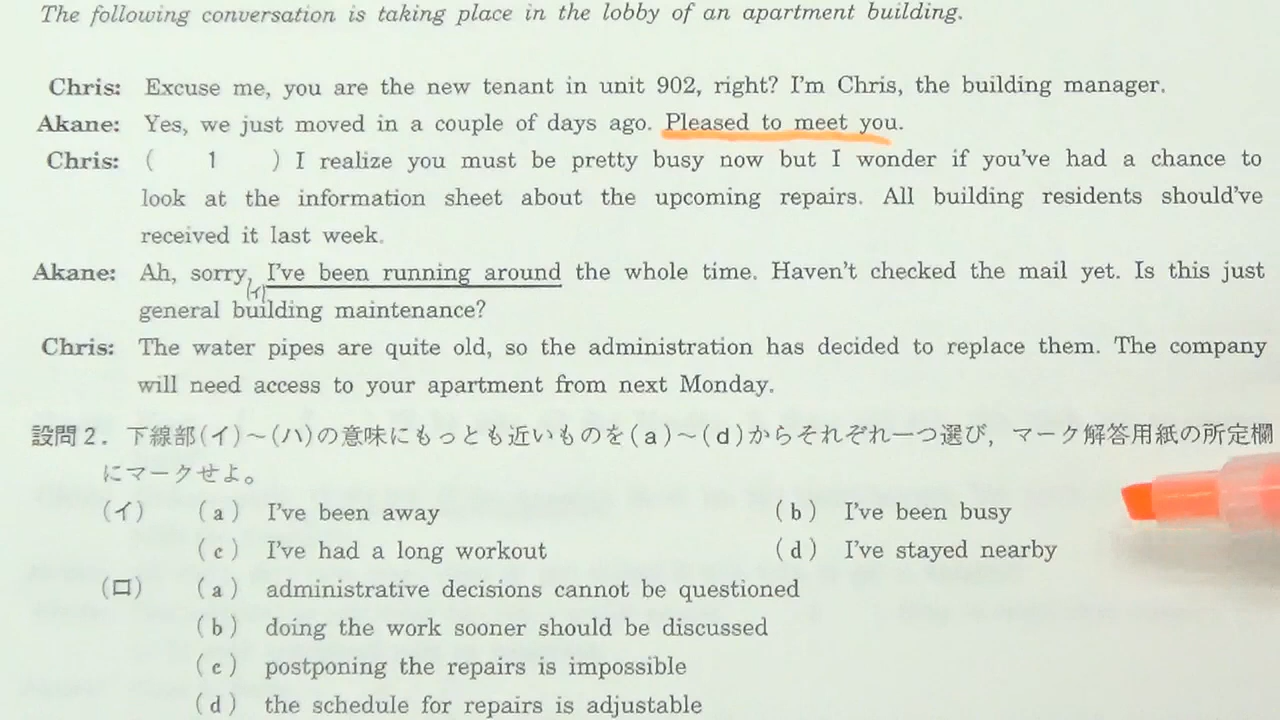 The following conversation is taking place in the lobby of an apartment building.
Chris: Excuse me, you are the new tenant in unit 902, right? I'm Chris, the building manager.
Akane: Yes, we just moved in a couple of days ago. Pleased to meet you.
Chris: ( 1 ) I realize you must be pretty busy now but I wonder if you've had a chance to
look at the information sheet about the upcoming repairs. All building residents should've
received it last week.
Akane: Ah, sorry, I've been running around the whole time. Haven't checked the mail yet. Is this just
(イ)
general building maintenance?
Chris: The water pipes are quite old, so the administration has decided to replace them. The company
will need access to your apartment from next Monday.
設問2. 下線部(イ)~(ハ)の意味にもっとも近いものを(a)~(d)からそれぞれ一つ選び, マーク解答用紙の所定欄
にマークせよ。
(イ) (a) I've been away (b) I've been busy
(c) I've had a long workout (d) I've stayed nearby
(ロ) (a) administrative decisions cannot be questioned
(b) doing the work sooner should be discussed
(c) postponing the repairs is impossible
(d) the schedule for repairs is adjustable